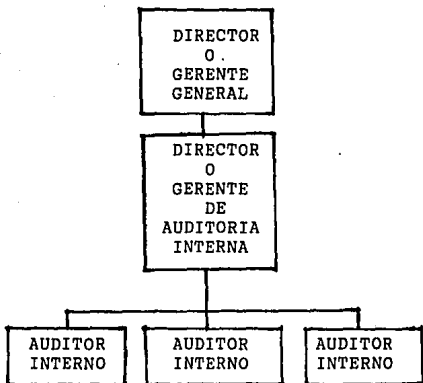 DIRECTOR
O.
GERENTE
GENERAL
DIRECTOR
O
GERENTE
DE
AUDITORIA
INTERNA
AUDITOR
INTERNO
AUDITOR
INTERNO
AUDITOR
INTERNO